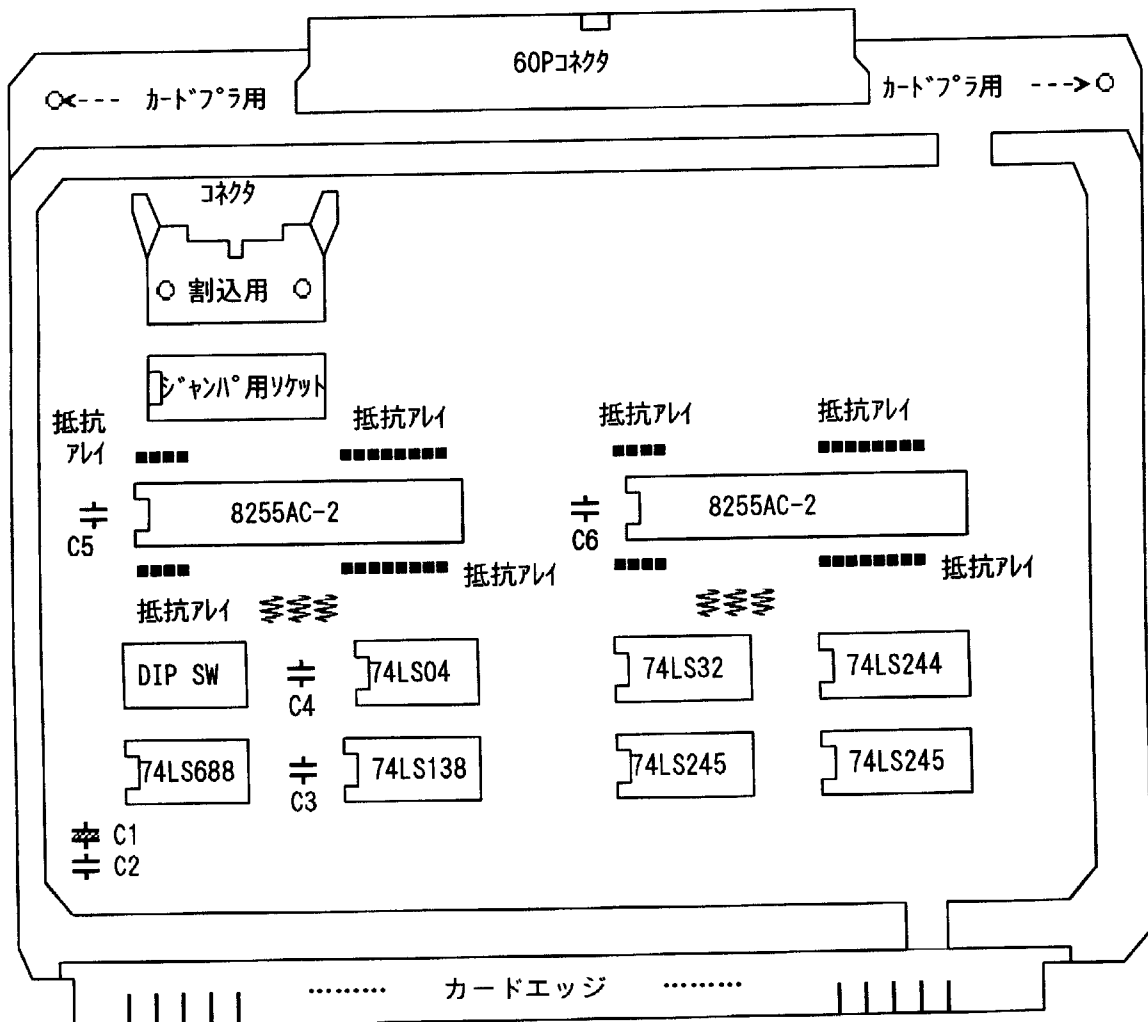 60Pコネクタ
カードプラ用
カードプラ用
コネクタ
割込用
ジャンパ用ソケット
抵抗
アレイ
抵抗アレイ
抵抗アレイ
抵抗アレイ
8255AC-2
8255AC-2
C5
C6
抵抗アレイ
抵抗アレイ
抵抗アレイ
DIP SW
C4
74LS04
74LS32
74LS244
74LS688
C3
74LS138
74LS245
74LS245
C1
C2
カードエッジ